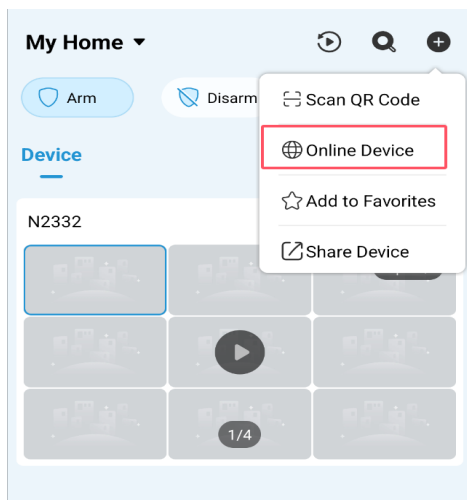 My Home
Arm
Disarm
Scan QR Code
Online Device
Add to Favorites
Share Device
Device
N2332
1/4